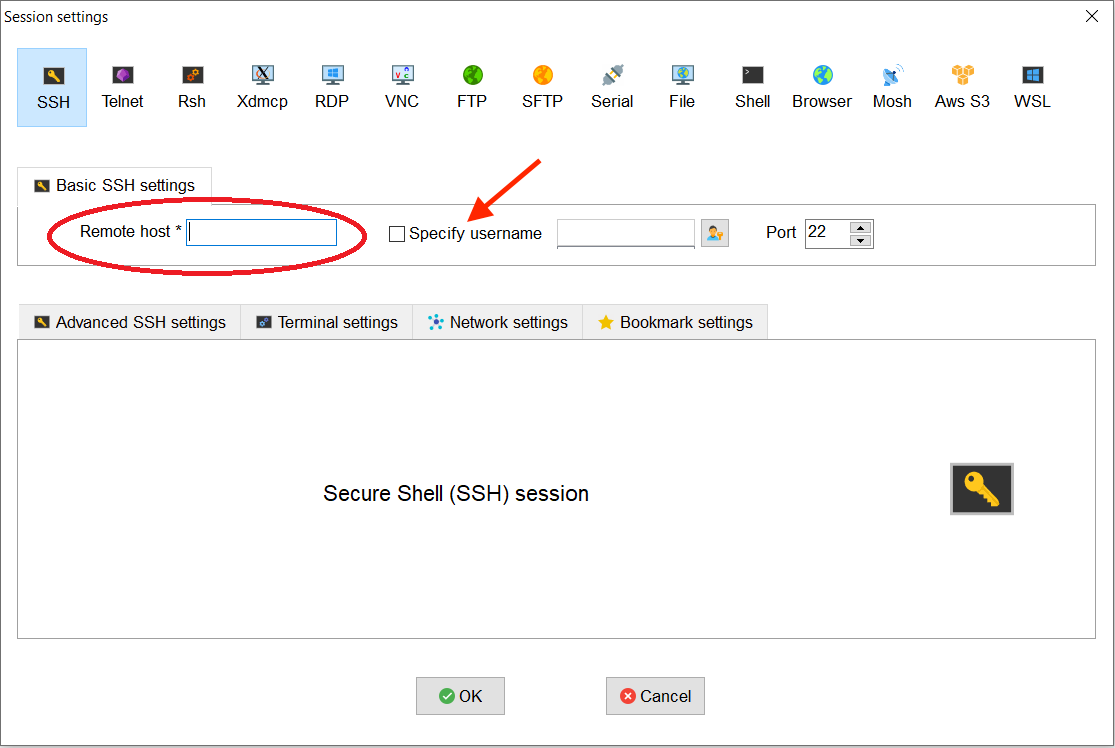 Session settings
SSH Telnet Rsh Xdmcp RDP VNC FTP SFTP Serial File Shell Browser Mosh Aws S3 WSL
Basic SSH settings
Remote host * Specify username Port 22
Advanced SSH settings Terminal settings Network settings Bookmark settings
Secure Shell (SSH) session
OK Cancel